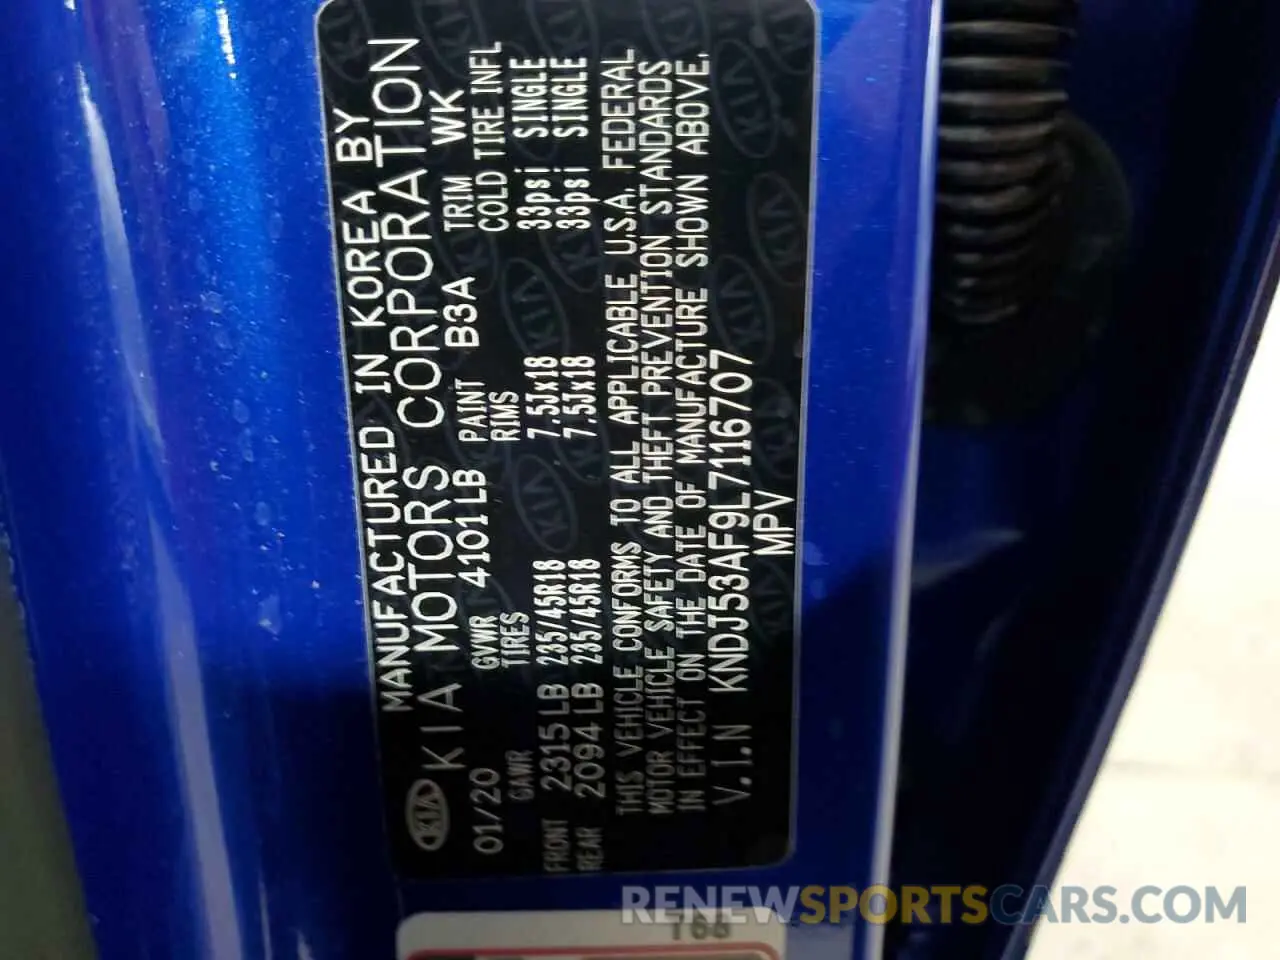 MANUFACTURED IN KOREA BY
KIA KIA MOTORS CORPORATION
01/20 GVWR 4101LB PAINT B3A TRIM WK
GAWR TIRES RIMS COLD TIRE INFL
FRONT 2315LB 235/45R18 7.5Jx18 33psi SINGLE
REAR 2094LB 235/45R18 7.5Jx18 33psi SINGLE
THIS VEHICLE CONFORMS TO ALL APPLICABLE U.S.A. FEDERAL
MOTOR VEHICLE SAFETY AND THEFT PREVENTION STANDARDS
IN EFFECT ON THE DATE OF MANUFACTURE SHOWN ABOVE.
V.I.N KNDJ53AF9L7116707
MPV
RENEWSPORTSCARS.COM